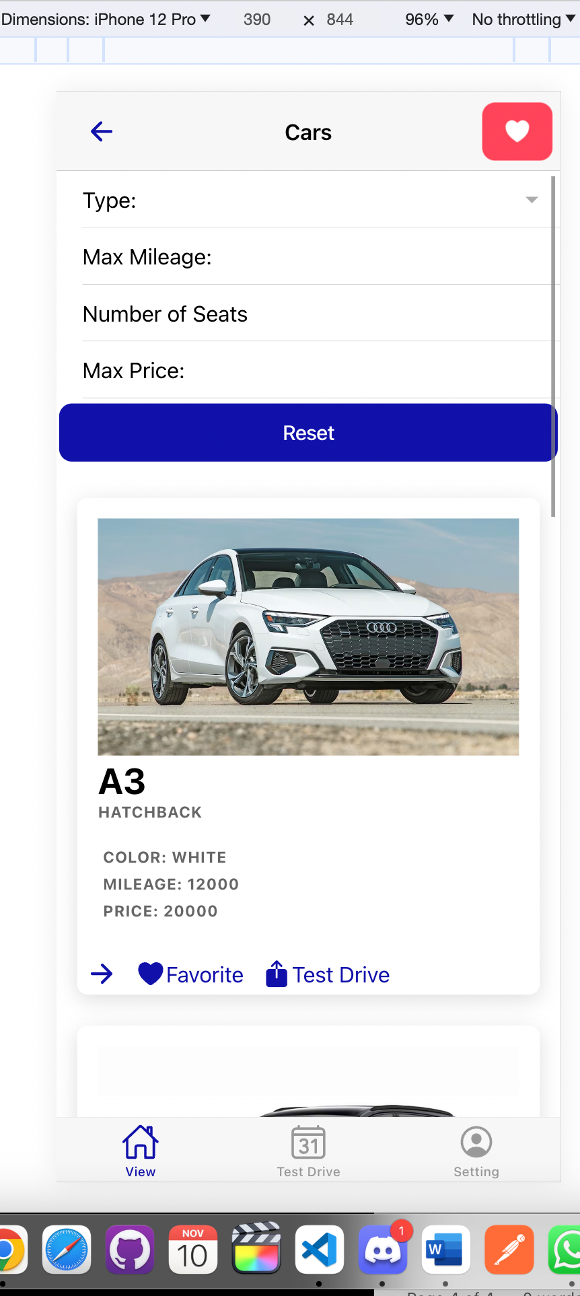 Dimensions: iPhone 12 Pro 390 × 844 96% No throttling
Cars
Type:
Max Mileage:
Number of Seats
Max Price:
Reset
A3
HATCHBACK
COLOR: WHITE
MILEAGE: 12000
PRICE: 20000
Favorite Test Drive
31
View Test Drive Setting
NOV
10
1
W